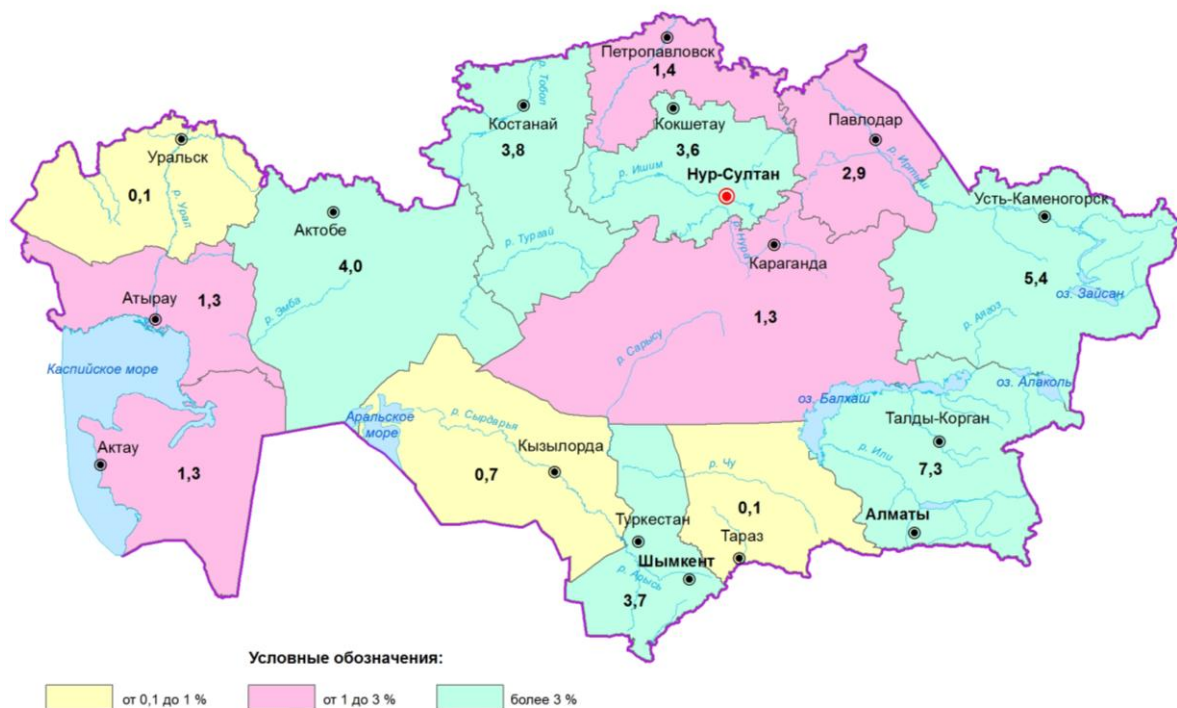 Петропавловск
1,4
р. Тобол
Костанай
3,8
Кокшетау
3,6
р. Ишим
Нур-Султан
Павлодар
2,9
р. Иртыш
Уральск
0,1
р. Урал
Актобе
4,0
р. Тургай
р. Нура
Караганда
1,3
Усть-Каменогорск
5,4
оз. Зайсан
р. Аягоз
Атырау
1,3
р. Эмба
р. Сарысу
Каспийское море
Актау
1,3
Аральское
море
р. Сырдарья
Кызылорда
0,7
оз. Балхаш
оз. Алаколь
Талды-Корган
р. Или
7,3
Алматы
р. Чу
0,1
Тараз
Туркестан
Шымкент
р. Арысь
3,7
Условные обозначения:
от 0,1 до 1 %
от 1 до 3 %
более 3 %